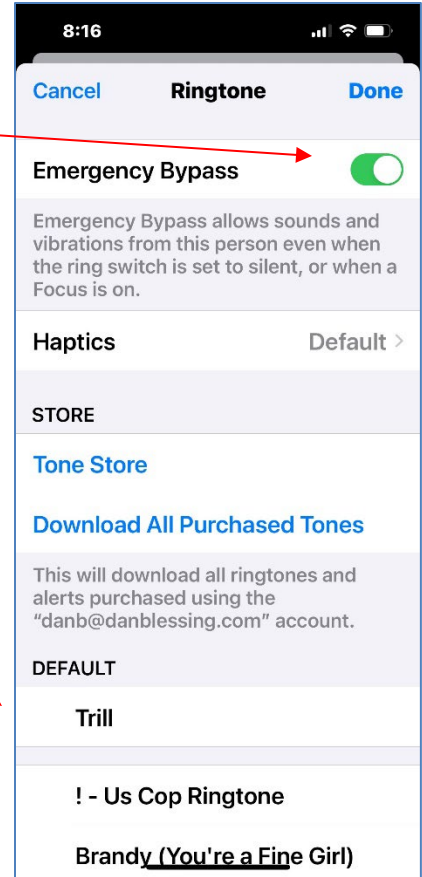 8:16
Cancel Ringtone Done
Emergency Bypass
Emergency Bypass allows sounds and
vibrations from this person even when
the ring switch is set to silent, or when a
Focus is on.
Haptics Default >
STORE
Tone Store
Download All Purchased Tones
This will download all ringtones and
alerts purchased using the
“danb@danblessing.com” account.
DEFAULT
Trill
! - Us Cop Ringtone
Brandy (You're a Fine Girl)